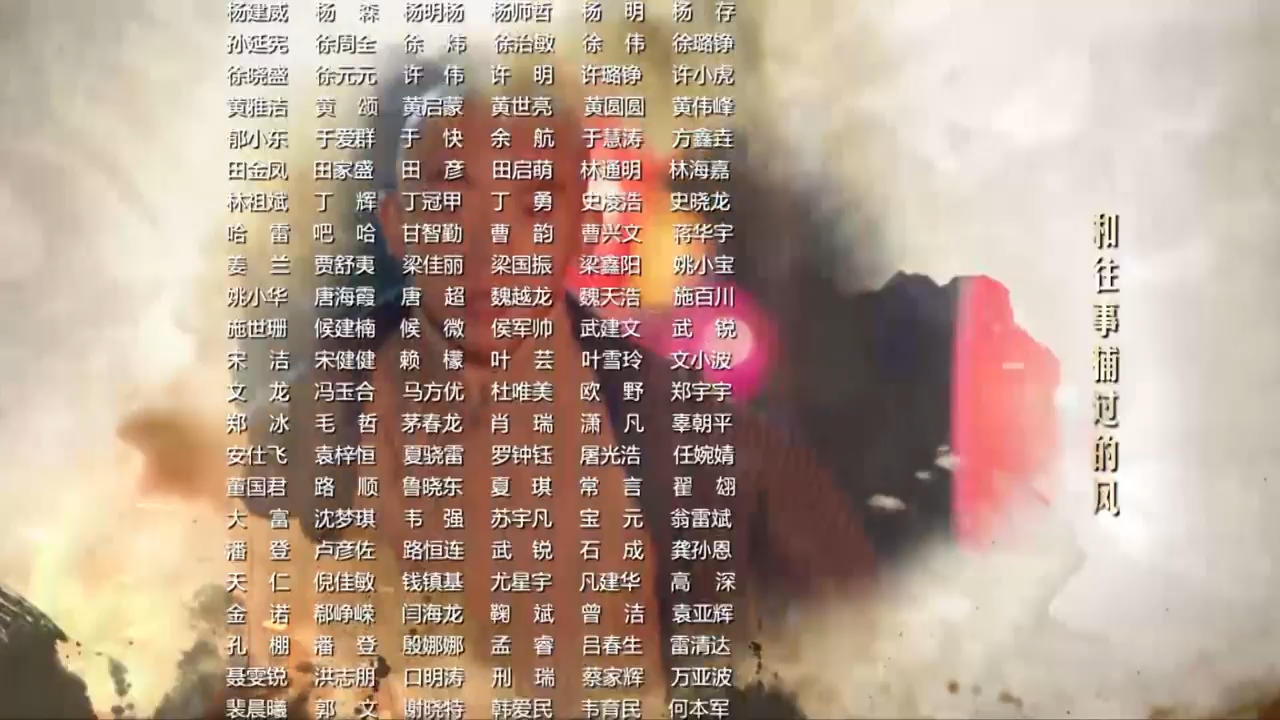 杨建威 杨 森 杨明杨 杨师哲 杨 明 杨 存
孙延宪 徐周全 徐 炜 徐治敏 徐 伟 徐璐铮
徐晓盛 徐元元 许 伟 许 明 许璐铮 许小虎
黄雅洁 黄 颂 黄启蒙 黄世亮 黄圆圆 黄伟峰
郁小东 于爱群 于 快 余 航 于慧涛 方鑫垚
田金凤 田家盛 田 彦 田启萌 林通明 林海嘉
林祖斌 丁 辉 丁冠甲 丁 勇 史凌浩 史晓龙
哈 雷 吧 哈 甘智勤 曹 韵 曹兴文 蒋华宇
姜 兰 贾舒夷 梁佳丽 梁国振 梁鑫阳 姚小宝
姚小华 唐海霞 唐 超 魏越龙 魏天浩 施百川
施世珊 候建楠 候 微 侯军帅 武建文 武 锐
宋 洁 宋健健 赖 檬 叶 芸 叶雪玲 文小波
文 龙 冯玉合 马方优 杜唯美 欧 野 郑宇宇
郑 冰 毛 哲 茅春龙 肖 瑞 潇 凡 辜朝平
安仕飞 袁梓恒 夏骁雷 罗钟钰 屠光浩 任婉婧
董国君 路 顺 鲁晓东 夏 琪 常 言 翟 翃
大 富 沈梦琪 韦 强 苏宇凡 宝 元 翁雷斌
潘 登 卢彦佐 路恒连 武 锐 石 成 龚孙恩
天 仁 倪佳敏 钱镇基 尤星宇 凡建华 高 深
金 诺 郗峥嵘 闫海龙 鞠 斌 曾 洁 袁亚辉
孔 棚 潘 登 殷娜娜 孟 睿 吕春生 雷清达
聂雯锐 洪志朋 口明涛 刑 瑞 蔡家辉 万亚波
裴晨曦 郭 文 谢晓特 韩爱民 韦育民 何本军
和往事捕过的风